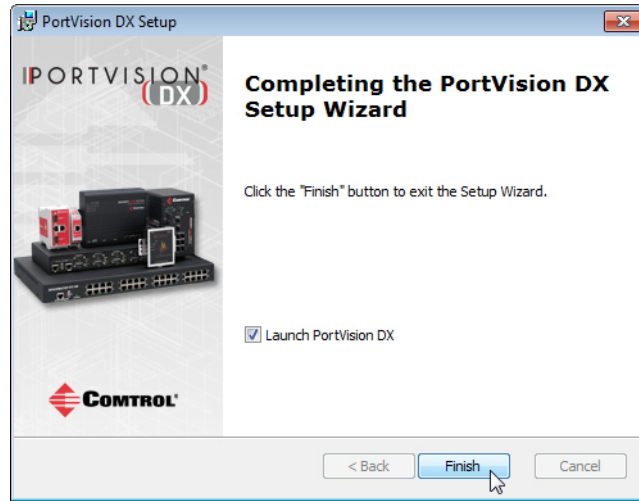 PortVision DX Setup
PORTVISION®
(DX)
Completing the PortVision DX
Setup Wizard
Click the "Finish" button to exit the Setup Wizard.
Launch PortVision DX
COMTROL®
< Back
Finish
Cancel